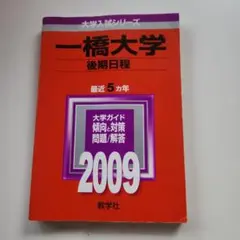 大学入試シリーズ
一橋大学
後期日程
最近5カ年
大学ガイド
傾向と対策
問題/解答
2009
教学社